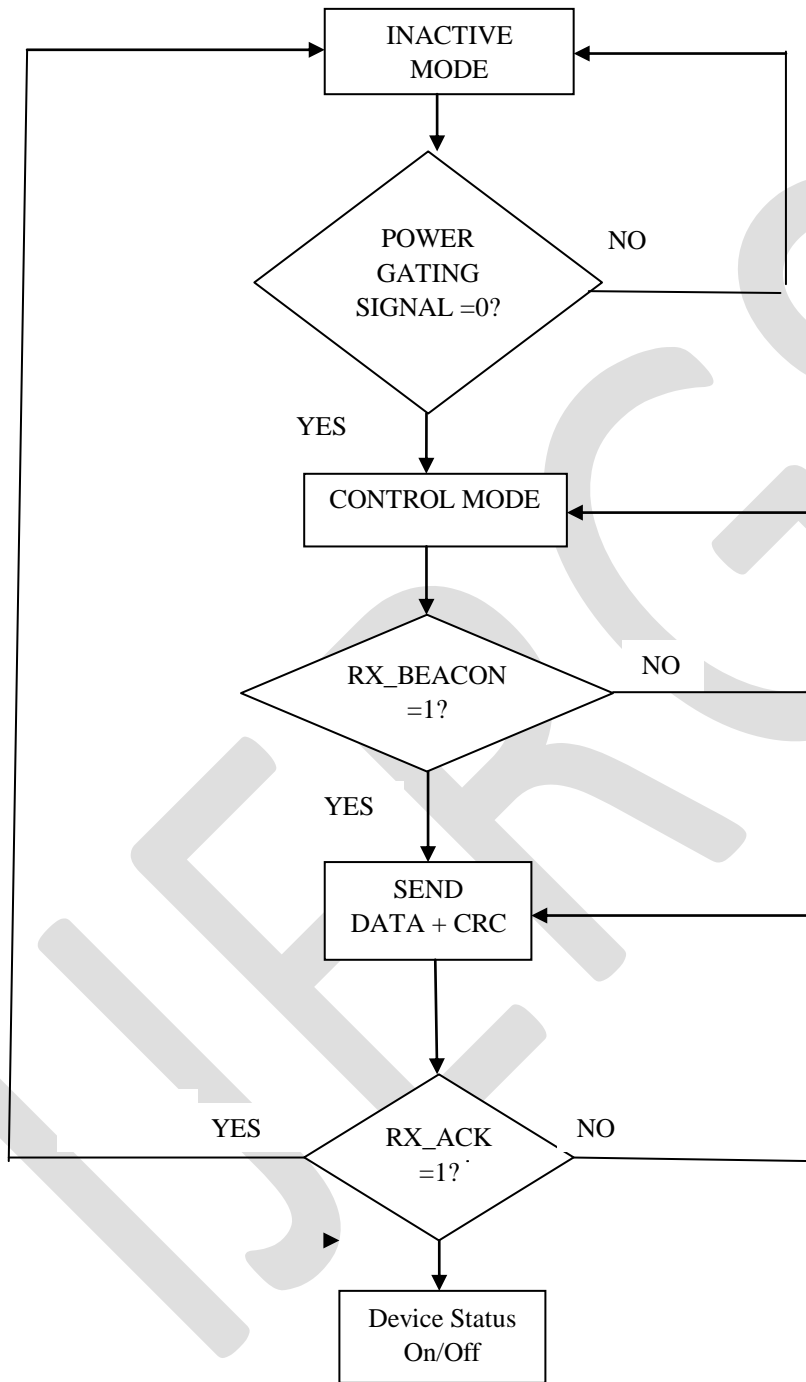 INACTIVE
MODE
POWER
GATING
SIGNAL =0?
NO
YES
CONTROL MODE
RX_BEACON
=1?
NO
YES
SEND
DATA + CRC
YES
RX_ACK
=1?
NO
Device Status
On/Off